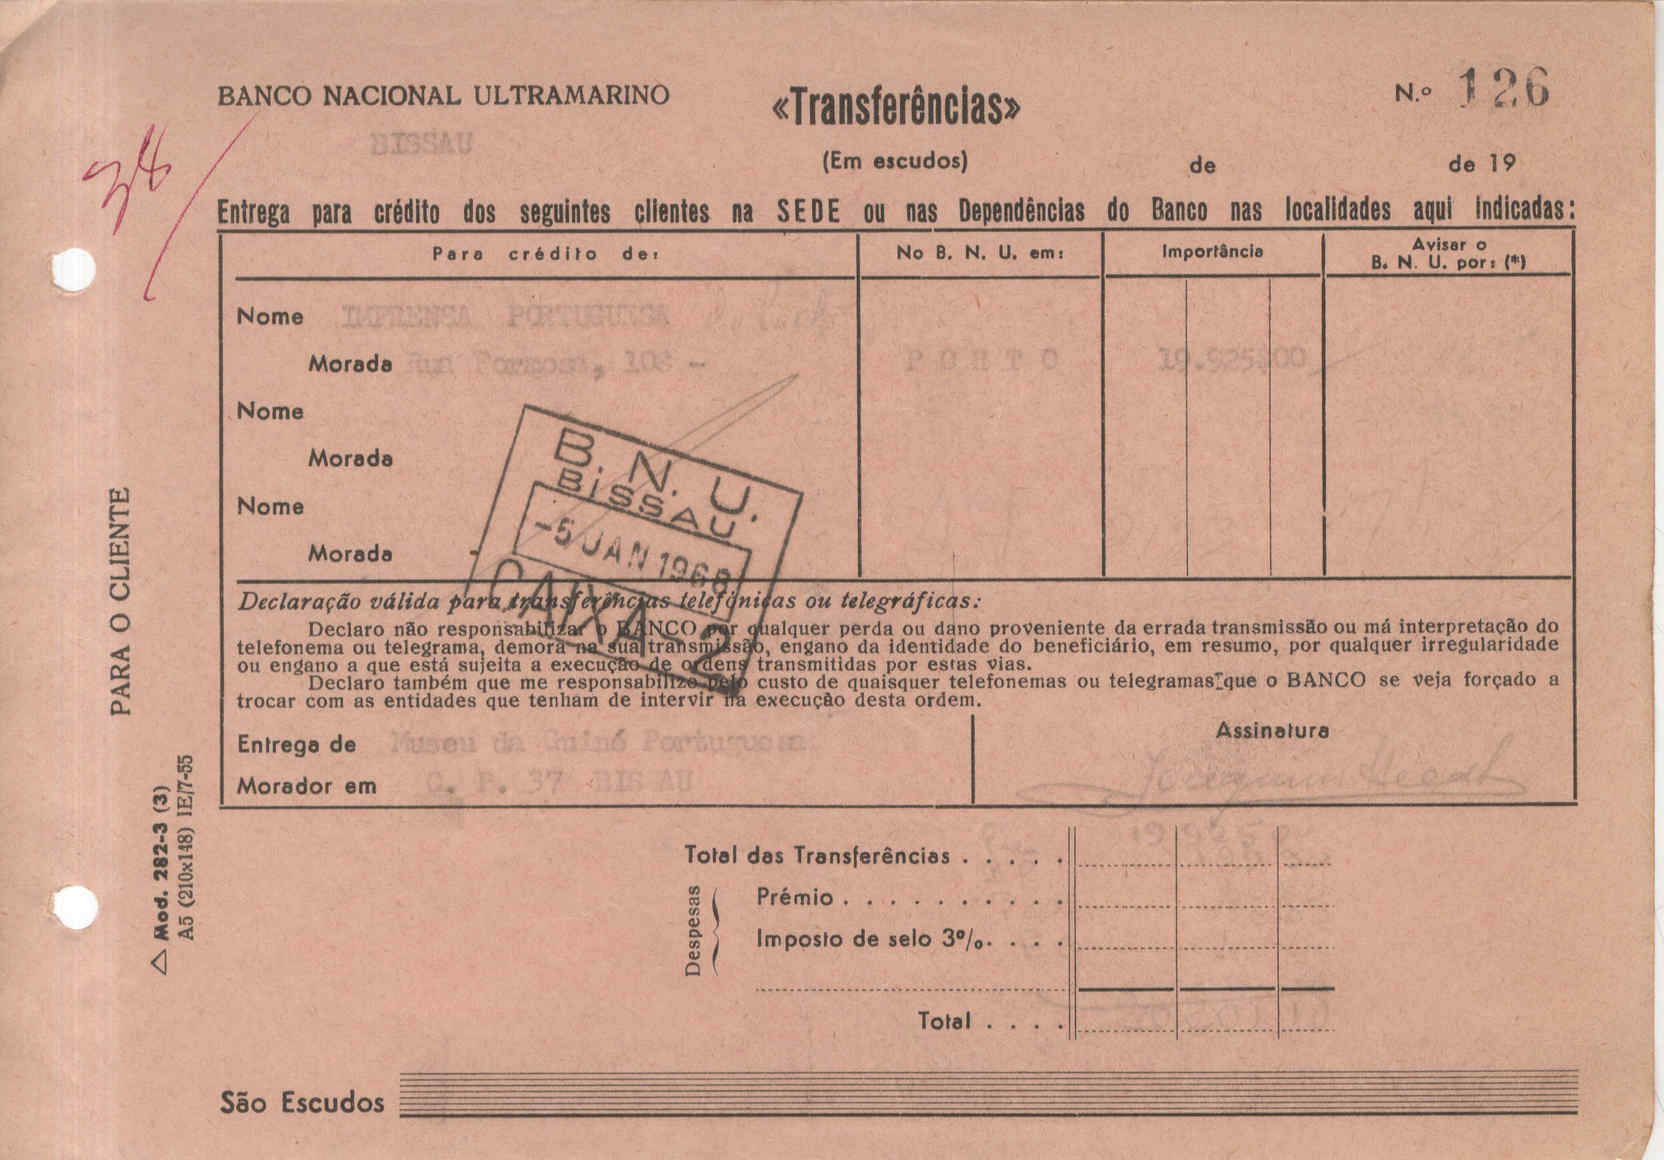 BANCO NACIONAL ULTRAMARINO
«Transferências»
N.º 126
BISSAU
(Em escudos)
de de 19
38
Entrega para crédito dos seguintes clientes na SEDE ou nas Dependências do Banco nas localidades aqui indicadas:
Para crédito de: No B. N. U. em: Importância Avisar o B. N. U. por: (*)
Nome IMPRENSA PORTUGUESA
Morada Rua Formosa, 108 - PORTO 19.925$00
Nome
Morada
Nome
Morada
B. N. U.
BiSSAU
-5 JAN 1968
CAIXA-2
Declaração válida para transferências telefónicas ou telegráficas:
Declaro não responsabilizar o BANCO por qualquer perda ou dano proveniente da errada transmissão ou má interpretação do
telefonema ou telegrama, demora na sua transmissão, engano da identidade do beneficiário, em resumo, por qualquer irregularidade
ou engano a que está sujeita a execução de ordens transmitidas por estas vias.
Declaro também que me responsabilizo pelo custo de quaisquer telefonemas ou telegramas que o BANCO se veja forçado a
trocar com as entidades que tenham de intervir na execução desta ordem.
Entrega de Museu da Guiné Portuguesa
Assinatura
Morador em C. P. 37 BISSAU
Total das Transferências . . . . . 19 925
Despesas
Prémio . . . . . . . . . .
Imposto de selo 3º/o. . . .
Total . . . .
São Escudos
PARA O CLIENTE
△ Mod. 282-3 (3)
A5 (210x148) IE/7-55